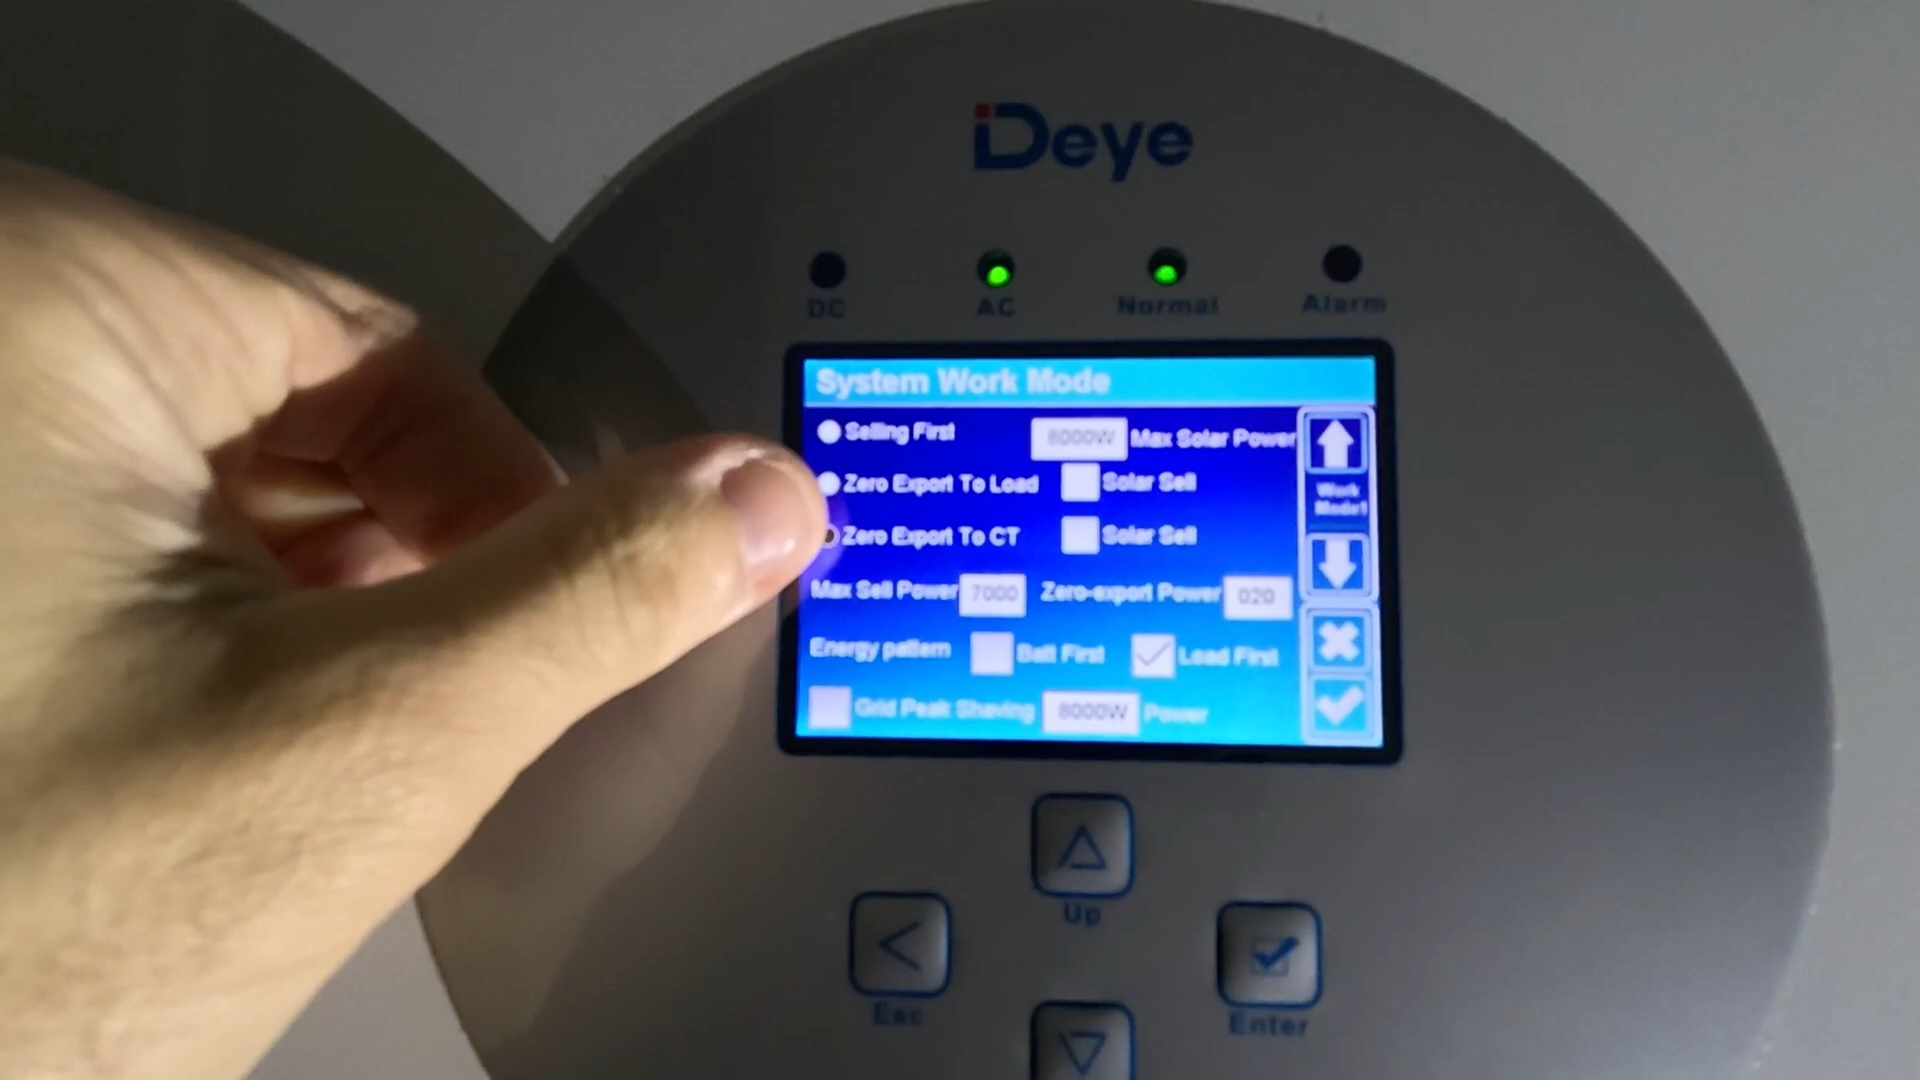 Deye
DC AC Normal Alarm
System Work Mode
Selling First 8000W Max Solar Power
Zero Export To Load Solar Sell
Work Mode1
Zero Export To CT Solar Sell
Max Sell Power 7000 Zero-export Power 020
Energy pattern Batt First Load First
Grid Peak Shaving 8000W Power
Up
Esc
Enter